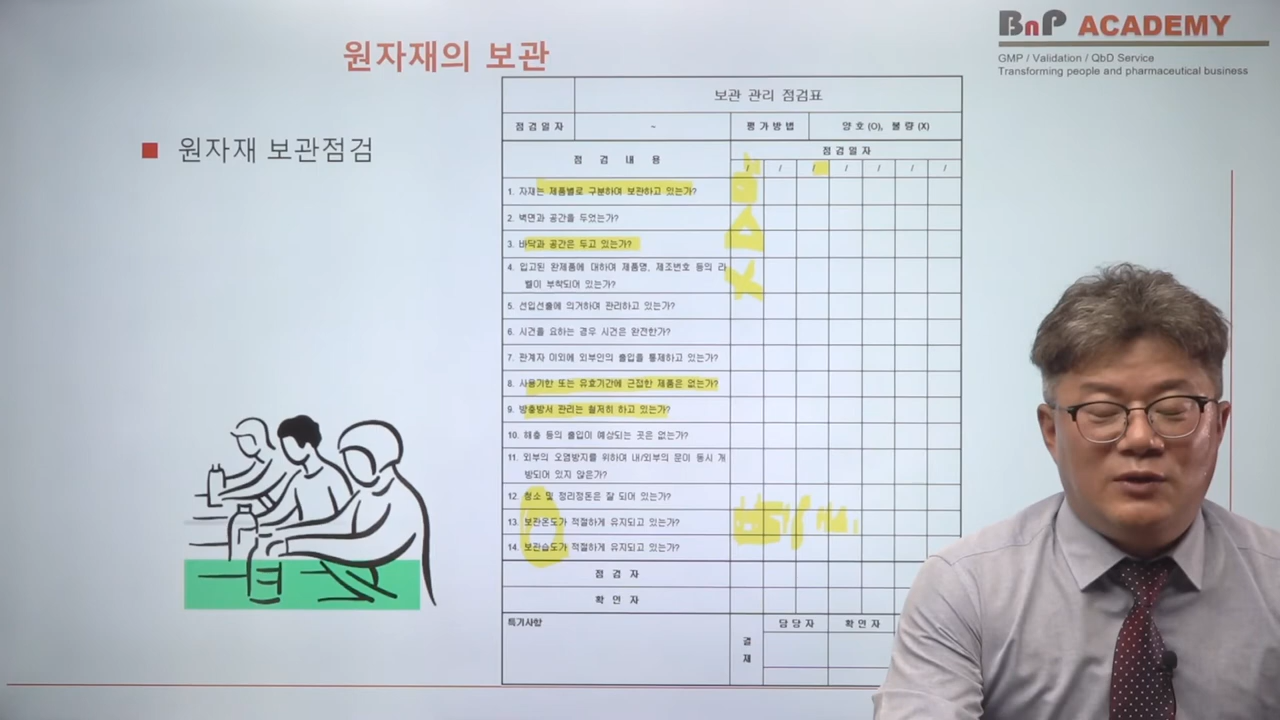 BnP ACADEMY
GMP / Validation / QbD Service
Transforming people and pharmaceutical business
원자재의 보관
■ 원자재 보관점검
보관 관리 점검표
점검일자 ~ 평가방법 양호(O), 불량(X)
점 검 내 용 점검일자
/ / / / / / /
1. 자재는 제품별로 구분하여 보관하고 있는가?
2. 벽면과 공간을 두었는가?
3. 바닥과 공간은 두고 있는가?
4. 입고된 완제품에 대하여 제품명, 제조번호 등의 라
벨이 부착되어 있는가?
5. 선입선출에 의거하여 관리하고 있는가?
6. 시건을 요하는 경우 시건은 완전한가?
7. 관계자 이외에 외부인의 출입을 통제하고 있는가?
8. 사용기한 또는 유효기간에 근접한 제품은 없는가?
9. 방충방서 관리는 철저히 하고 있는가?
10. 해충 등의 출입이 예상되는 곳은 없는가?
11. 외부의 오염방지를 위하여 내/외부의 문이 동시 개
방되어 있지 않은가?
12. 청소 및 정리정돈은 잘 되어 있는가?
13. 보관온도가 적절하게 유지되고 있는가?
14. 보관습도가 적절하게 유지되고 있는가?
점 검 자
확 인 자
특기사항
결
재
담당자 확인자